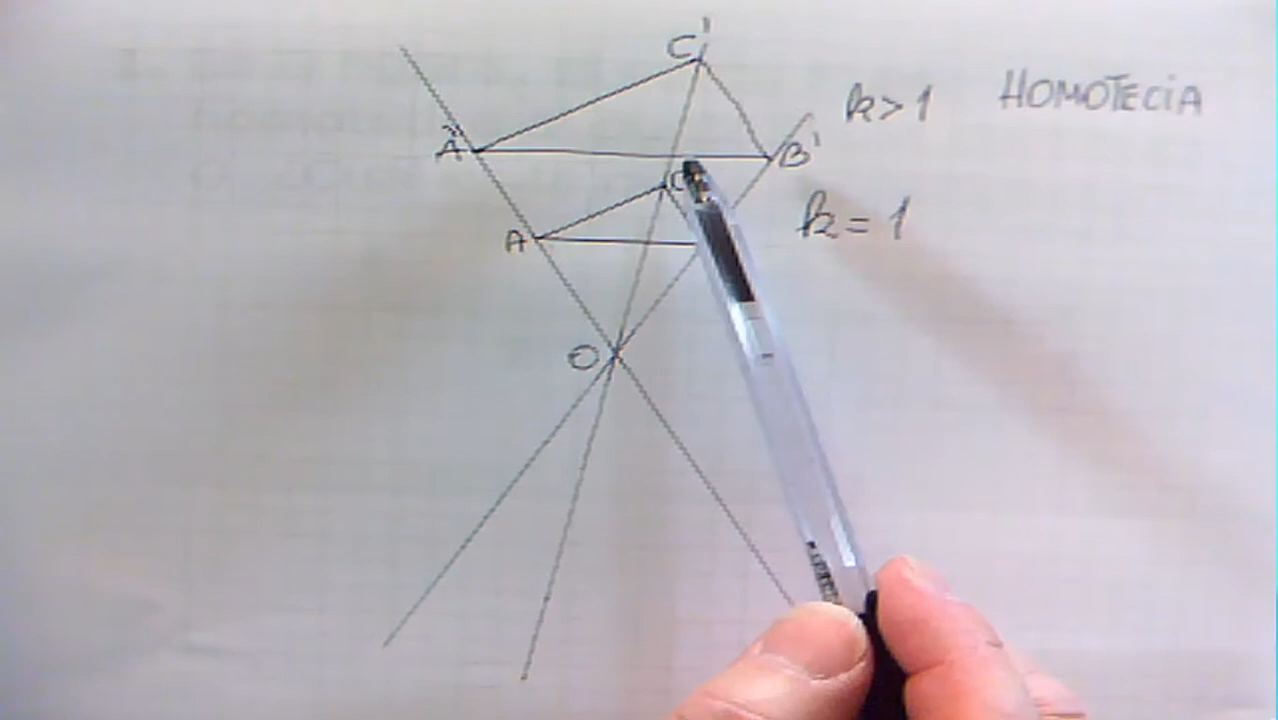 C'
k > 1 HOMOTECIA
A' B'
C
k = 1
A
O